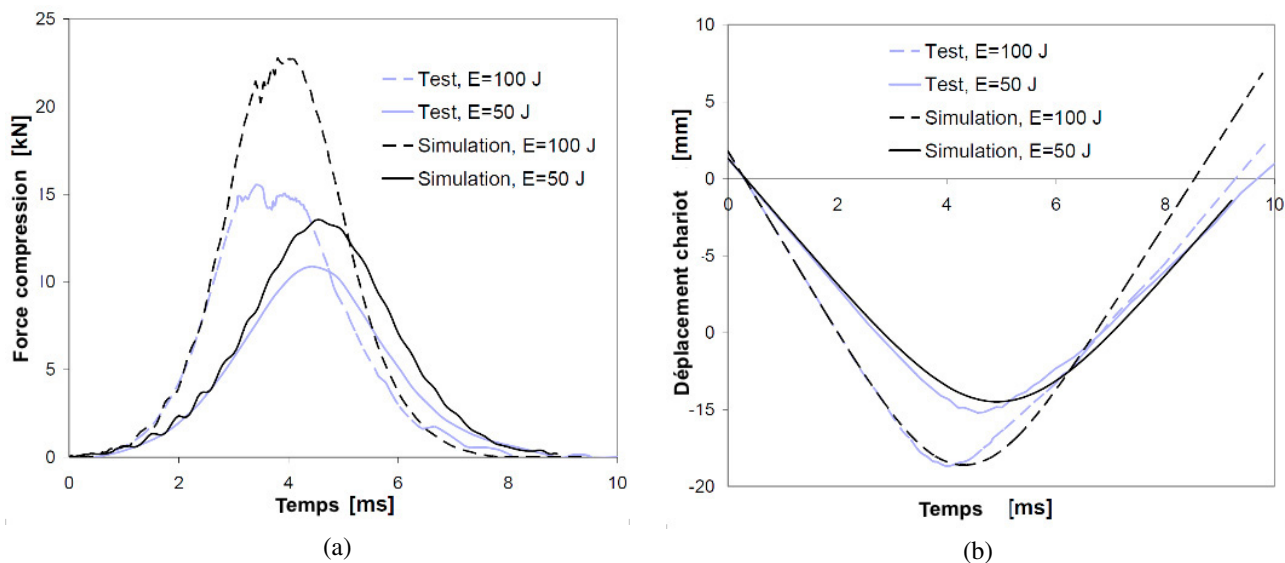 25
20
15
10
5
0
0 2 4 6 8 10
Force compression [kN]
Temps [ms]
Test, E=100 J
Test, E=50 J
Simulation, E=100 J
Simulation, E=50 J
(a)
10
5
0
-5
-0
-15
-20
0 2 4 6 8 10
Déplacement chariot [mm]
Temps [ms]
Test, E=100 J
Test, E=50 J
Simulation, E=100 J
Simulation, E=50 J
(b)